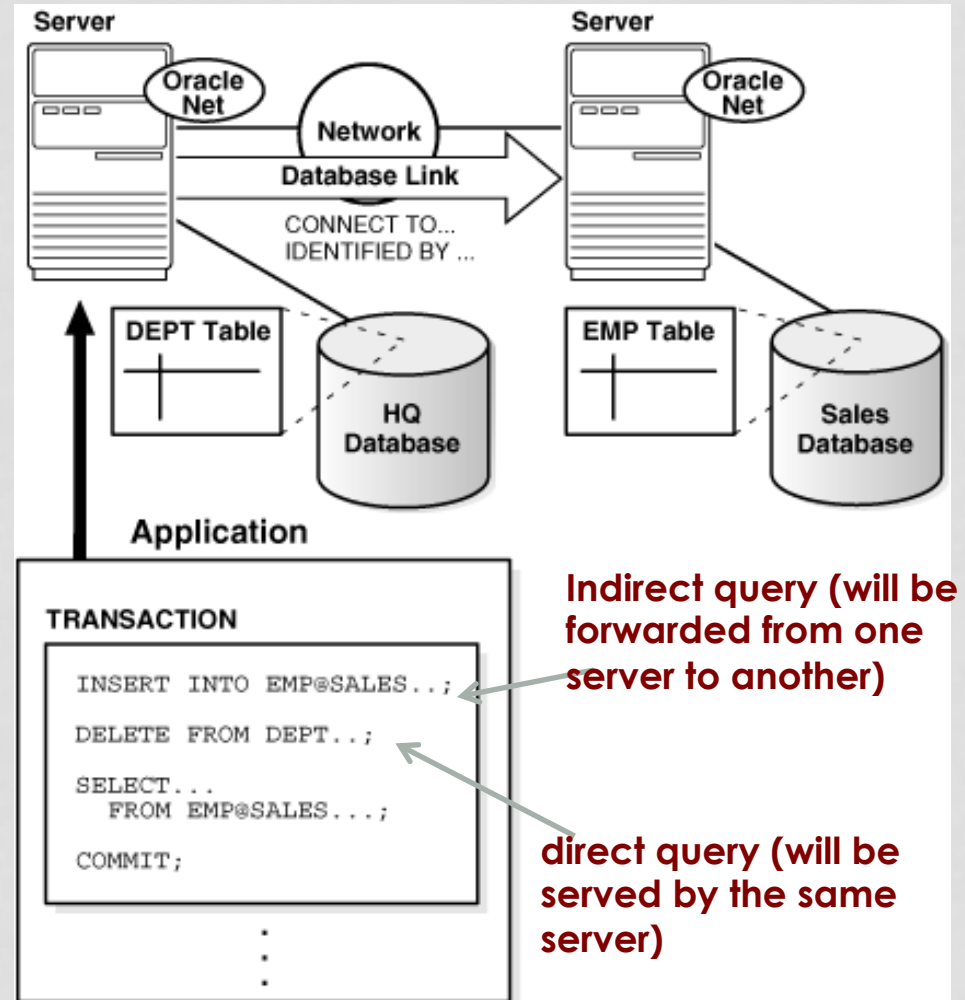 Server
Server
Oracle
Net
Oracle
Net
Network
Database Link
CONNECT TO...
IDENTIFIED BY ...
DEPT Table
EMP Table
HQ
Database
Sales
Database
Application
TRANSACTION
INSERT INTO EMP@SALES..;
DELETE FROM DEPT..;
SELECT...
FROM EMP@SALES...;
COMMIT;
Indirect query (will be
forwarded from one
server to another)
direct query (will be
served by the same
server)